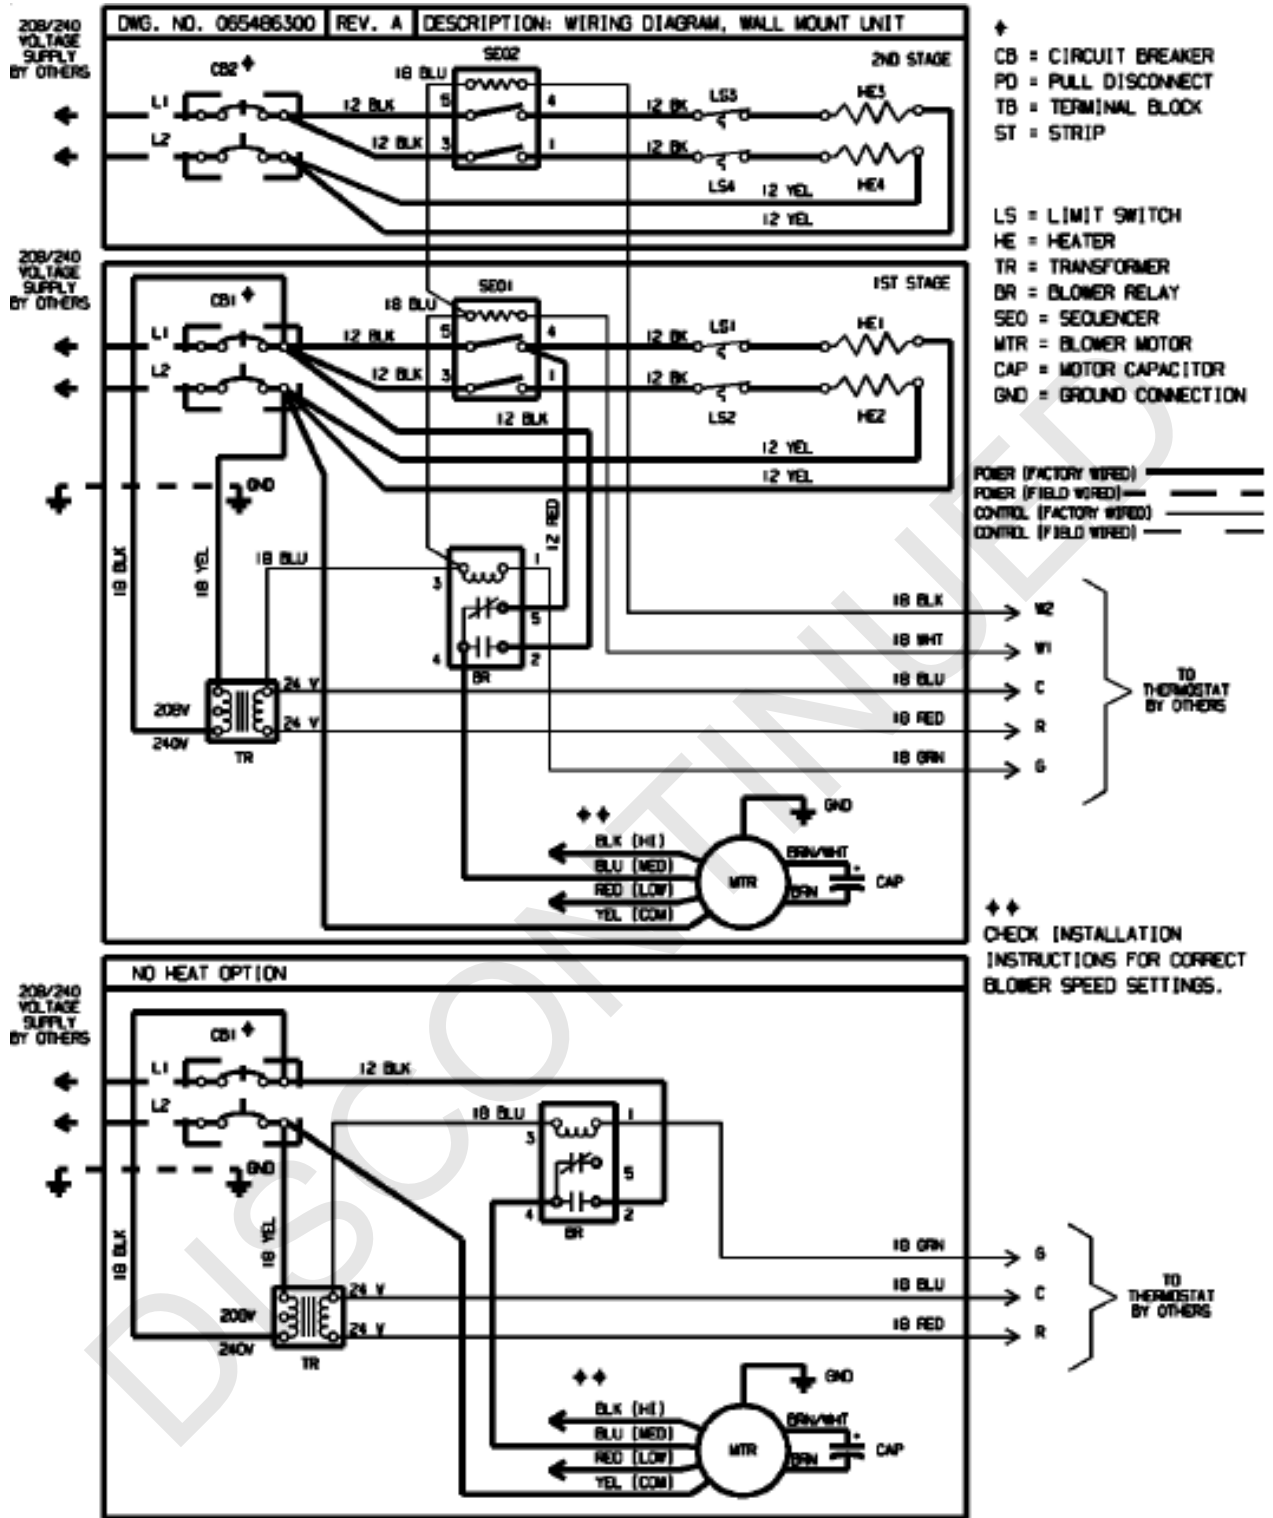 DWG. NO. 065486300 REV. A DESCRIPTION: WIRING DIAGRAM, WALL MOUNT UNIT
208/240
VOLTAGE
SUPPLY
BY OTHERS
2ND STAGE
CB2 ♦
L1
L2
SEQ2
18 BLU
12 BLK
12 BLK
5
4
3
1
12 BK
12 BK
LS3
LS4
HE3
HE4
12 YEL
12 YEL
♦
CB = CIRCUIT BREAKER
PD = PULL DISCONNECT
TB = TERMINAL BLOCK
ST = STRIP
LS = LIMIT SWITCH
HE = HEATER
TR = TRANSFORMER
BR = BLOWER RELAY
SEQ = SEQUENCER
MTR = BLOWER MOTOR
CAP = MOTOR CAPACITOR
GND = GROUND CONNECTION
POWER (FACTORY WIRED)
POWER (FIELD WIRED)
CONTROL (FACTORY WIRED)
CONTROL (FIELD WIRED)
208/240
VOLTAGE
SUPPLY
BY OTHERS
1ST STAGE
CB1 ♦
L1
L2
SEQ1
18 BLU
12 BLK
12 BLK
5
4
3
1
12 BK
12 BK
LS1
LS2
HE1
HE2
12 BLK
12 YEL
12 YEL
GND
12 RED
18 BLK
18 YEL
18 BLU
3
1
5
4
2
BR
24 V
24 V
208V
240V
TR
18 BLK W2
18 WHT W1
18 BLU C
18 RED R
18 GRN G
TO
THERMOSTAT
BY OTHERS
♦♦
BLK (HI)
BLU (MED)
RED (LOW)
YEL (COM)
MTR
GND
BRN/WHT
BRN
CAP
♦♦
CHECK INSTALLATION
INSTRUCTIONS FOR CORRECT
BLOWER SPEED SETTINGS.
NO HEAT OPTION
208/240
VOLTAGE
SUPPLY
BY OTHERS
CB1 ♦
L1
L2
12 BLK
18 BLU
3
1
5
4
2
BR
GND
18 BLK
18 YEL
24 V
24 V
208V
240V
TR
18 GRN G
18 BLU C
18 RED R
TO
THERMOSTAT
BY OTHERS
♦♦
BLK (HI)
BLU (MED)
RED (LOW)
YEL (COM)
MTR
GND
BRN/WHT
BRN
CAP
DISCONTINUED